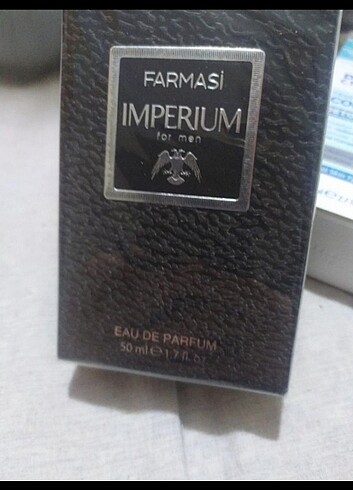 FARMASi
IMPERIUM
for men
EAU DE PARFUM
50 ml e 1.7 fl.oz